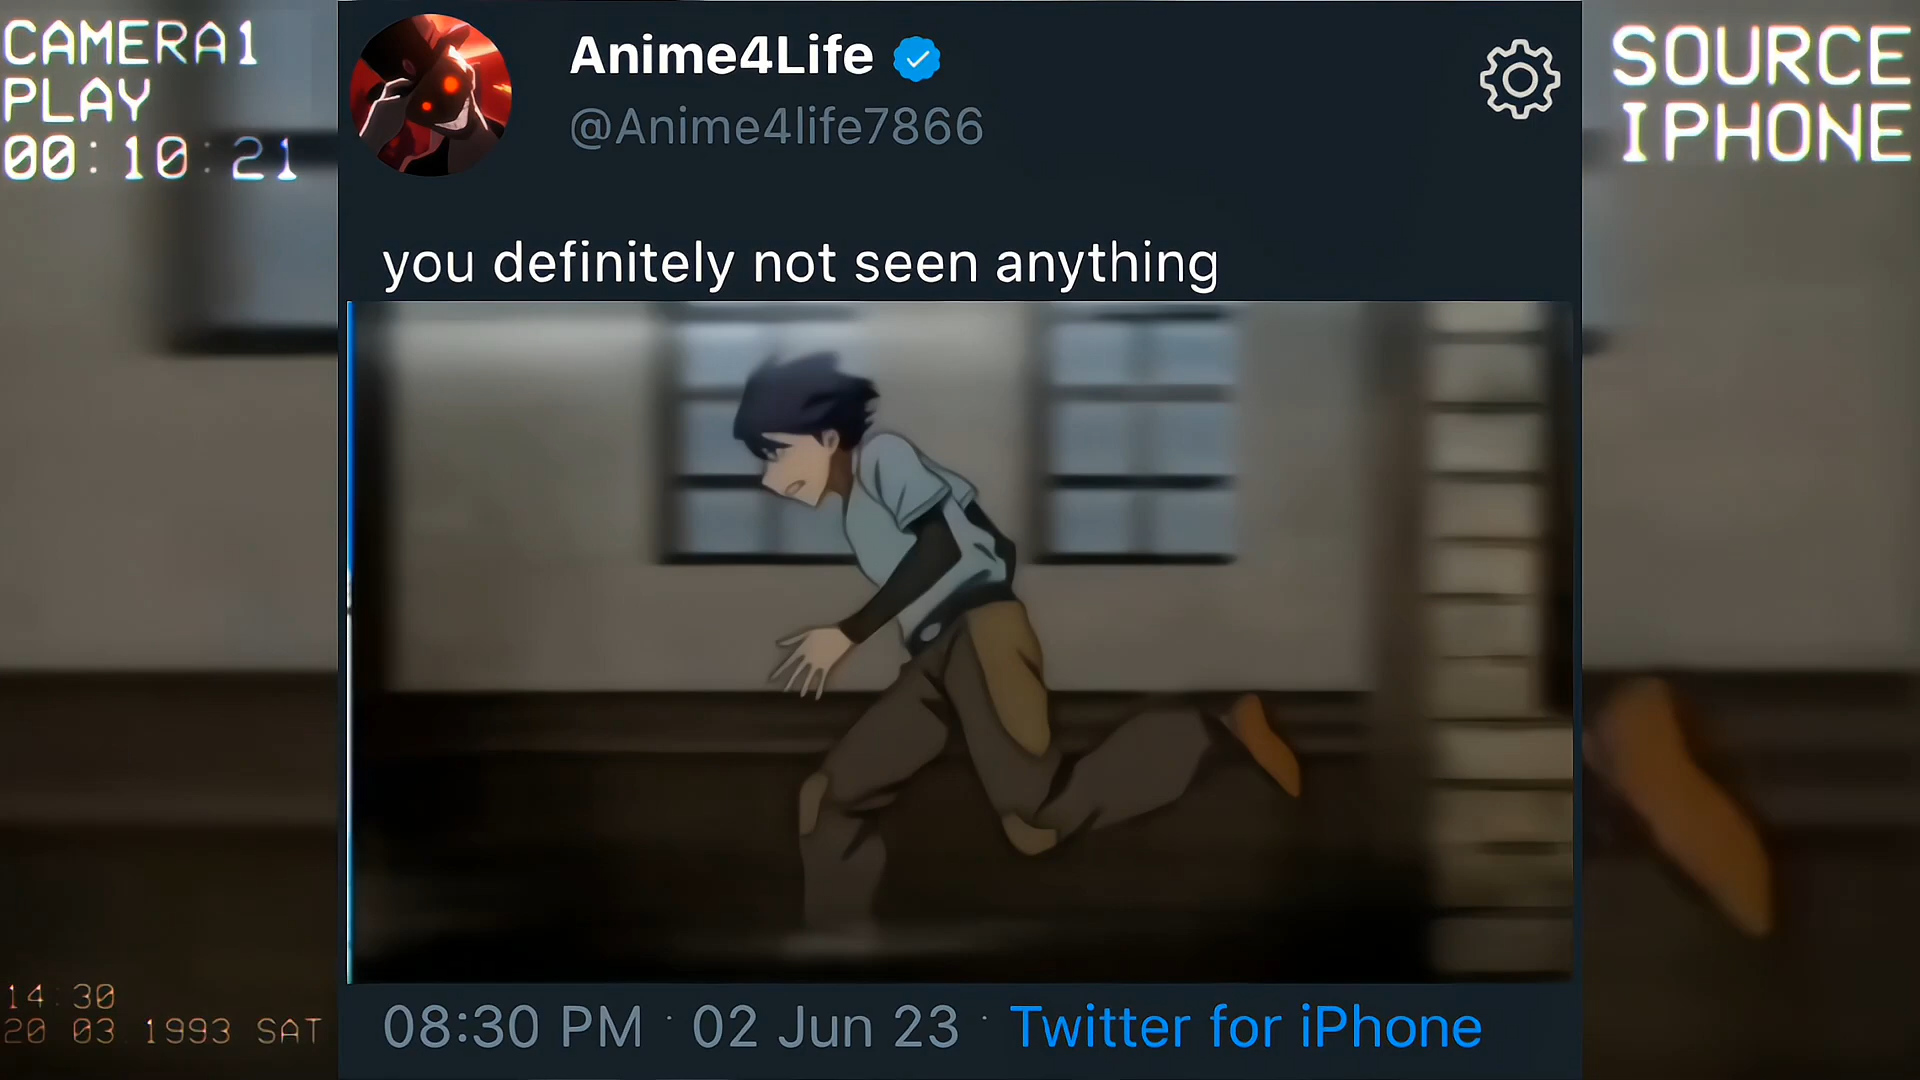 CAMERA1
PLAY
00:10:21
SOURCE
IPHONE
Anime4Life
@Anime4life7866
you definitely not seen anything
08:30 PM · 02 Jun 23 · Twitter for iPhone
14:30
20 03 1993 SAT